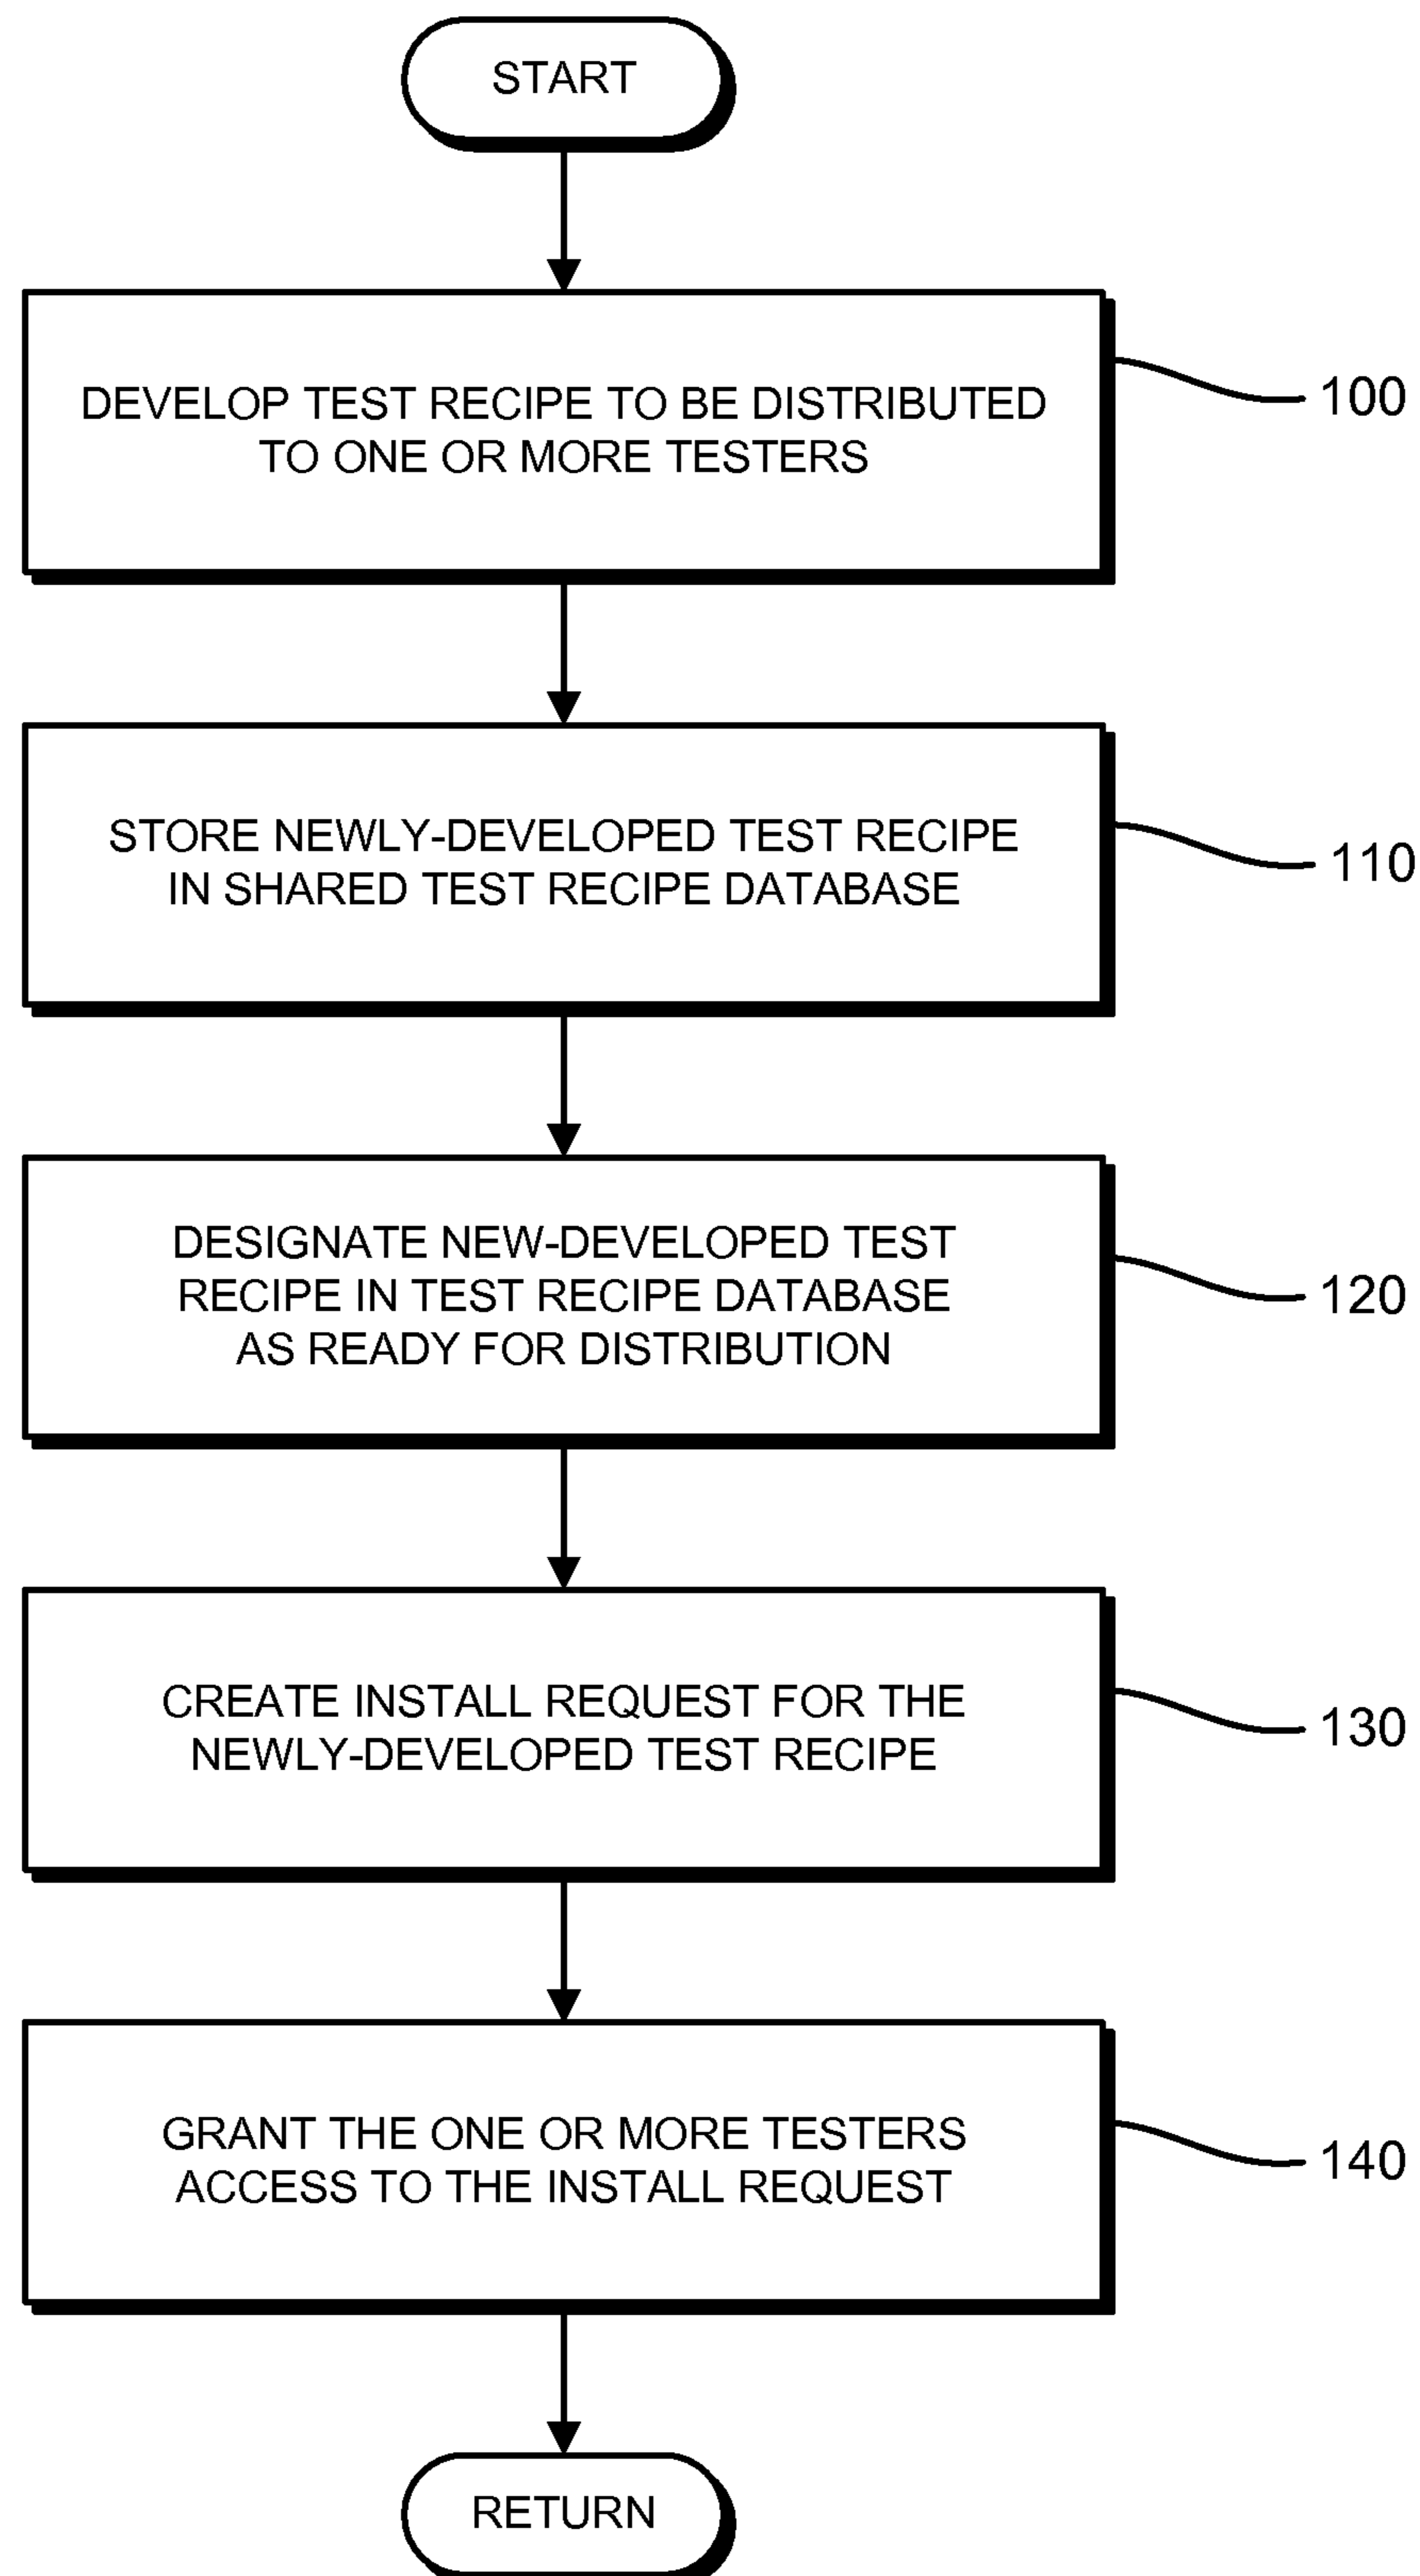 START
DEVELOP TEST RECIPE TO BE DISTRIBUTED
TO ONE OR MORE TESTERS
100
STORE NEWLY-DEVELOPED TEST RECIPE
IN SHARED TEST RECIPE DATABASE
110
DESIGNATE NEW-DEVELOPED TEST
RECIPE IN TEST RECIPE DATABASE
AS READY FOR DISTRIBUTION
120
CREATE INSTALL REQUEST FOR THE
NEWLY-DEVELOPED TEST RECIPE
130
GRANT THE ONE OR MORE TESTERS
ACCESS TO THE INSTALL REQUEST
140
RETURN